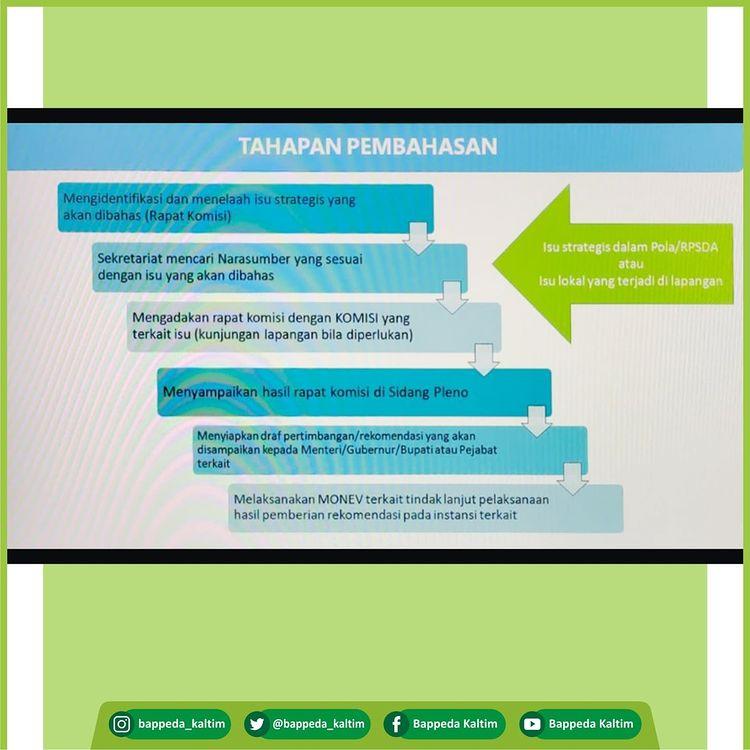 TAHAPAN PEMBAHASAN
Mengidentifikasi dan menelaah isu strategis yang
akan dibahas (Rapat Komisi)
Sekretariat mencari Narasumber yang sesuai
dengan isu yang akan dibahas
Mengadakan rapat komisi dengan KOMISI yang
terkait isu (kunjungan lapangan bila diperlukan)
Menyampaikan hasil rapat komisi di Sidang Pleno
Menyiapkan draf pertimbangan/rekomendasi yang akan
disampaikan kepada Menteri/Gubernur/Bupati atau Pejabat
terkait
Melaksanakan MONEV terkait tindak lanjut pelaksanaan
hasil pemberian rekomendasi pada instansi terkait
Isu strategis dalam Pola/RPSDA
atau
Isu lokal yang terjadi di lapangan
bappeda_kaltim
@bappeda_kaltim
Bappeda Kaltim
Bappeda Kaltim